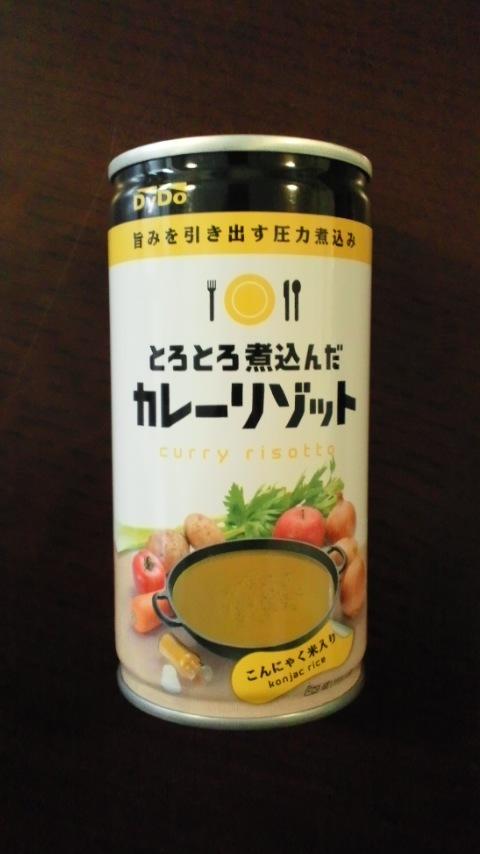 DyDo
旨みを引き出す圧力煮込み
とろとろ煮込んだ
カレーリゾット
curry risotto
こんにゃく米入り
konjac rice